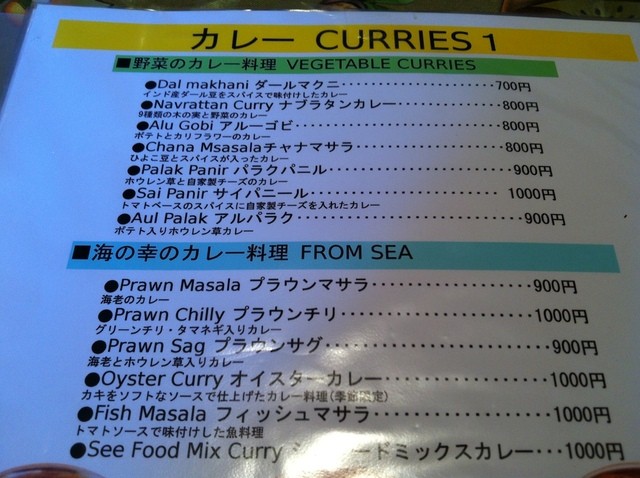 カレー CURRIES 1
■野菜のカレー料理 VEGETABLE CURRIES
●Dal makhani ダールマクニ・・・・・・・・・・・・・・・・・・・・・・700円
インド産ダール豆をスパイスで味付けしたカレー
●Navrattan Curry ナブラタンカレー・・・・・・・・・・・・・800円
9種類の木の実と野菜のカレー
●Alu Gobi アルーゴビ・・・・・・・・・・・・・・・・・・・・・・・・・800円
ポテトとカリフラワーのカレー
●Chana Msasalaチャナマサラ・・・・・・・・・・・・・・・・・・800円
ひよこ豆とスパイスが入ったカレー
●Palak Panir パラクパニル・・・・・・・・・・・・・・・・・・・・・・900円
ホウレン草と自家製チーズのカレー
●Sai Panir サイパニール・・・・・・・・・・・・・・・・・・・・・・・ 1000円
トマトベースのスパイスに自家製チーズを入れたカレー
●Aul Palak アルパラク・・・・・・・・・・・・・・・・・・・・・・・・・・900円
ポテト入りホウレン草カレー
■海の幸のカレー料理 FROM SEA
●Prawn Masala プラウンマサラ・・・・・・・・・・・・・・・・・・・900円
海老のカレー
●Prawn Chilly プラウンチリ・・・・・・・・・・・・・・・・・・・・・・1000円
グリーンチリ・タマネギ入りカレー
●Prawn Sag プラウンサグ・・・・・・・・・・・・・・・・・・・・・・・・900円
海老とホウレン草入りカレー
●Oyster Curry オイスターカレー・・・・・・・・・・・・・・・・・1000円
カキをソフトなソースで仕上げたカレー料理(季節限定)
●Fish Masala フィッシュマサラ・・・・・・・・・・・・・・・・・・1000円
トマトソースで味付けした魚料理
●See Food Mix Curry ードミックスカレー・・・1000円